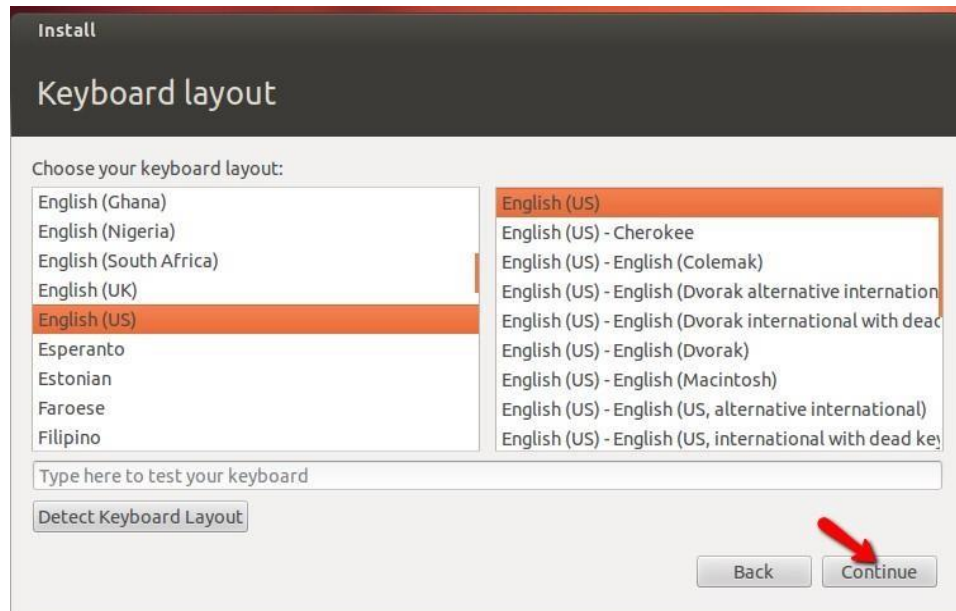 Install
Keyboard layout
Choose your keyboard layout:
English (Ghana)
English (Nigeria)
English (South Africa)
English (UK)
English (US)
Esperanto
Estonian
Faroese
Filipino
English (US)
English (US) - Cherokee
English (US) - English (Colemak)
English (US) - English (Dvorak alternative internation
English (US) - English (Dvorak international with dead
English (US) - English (Dvorak)
English (US) - English (Macintosh)
English (US) - English (US, alternative international)
English (US) - English (US, international with dead key
Type here to test your keyboard
Detect Keyboard Layout
Back
Continue